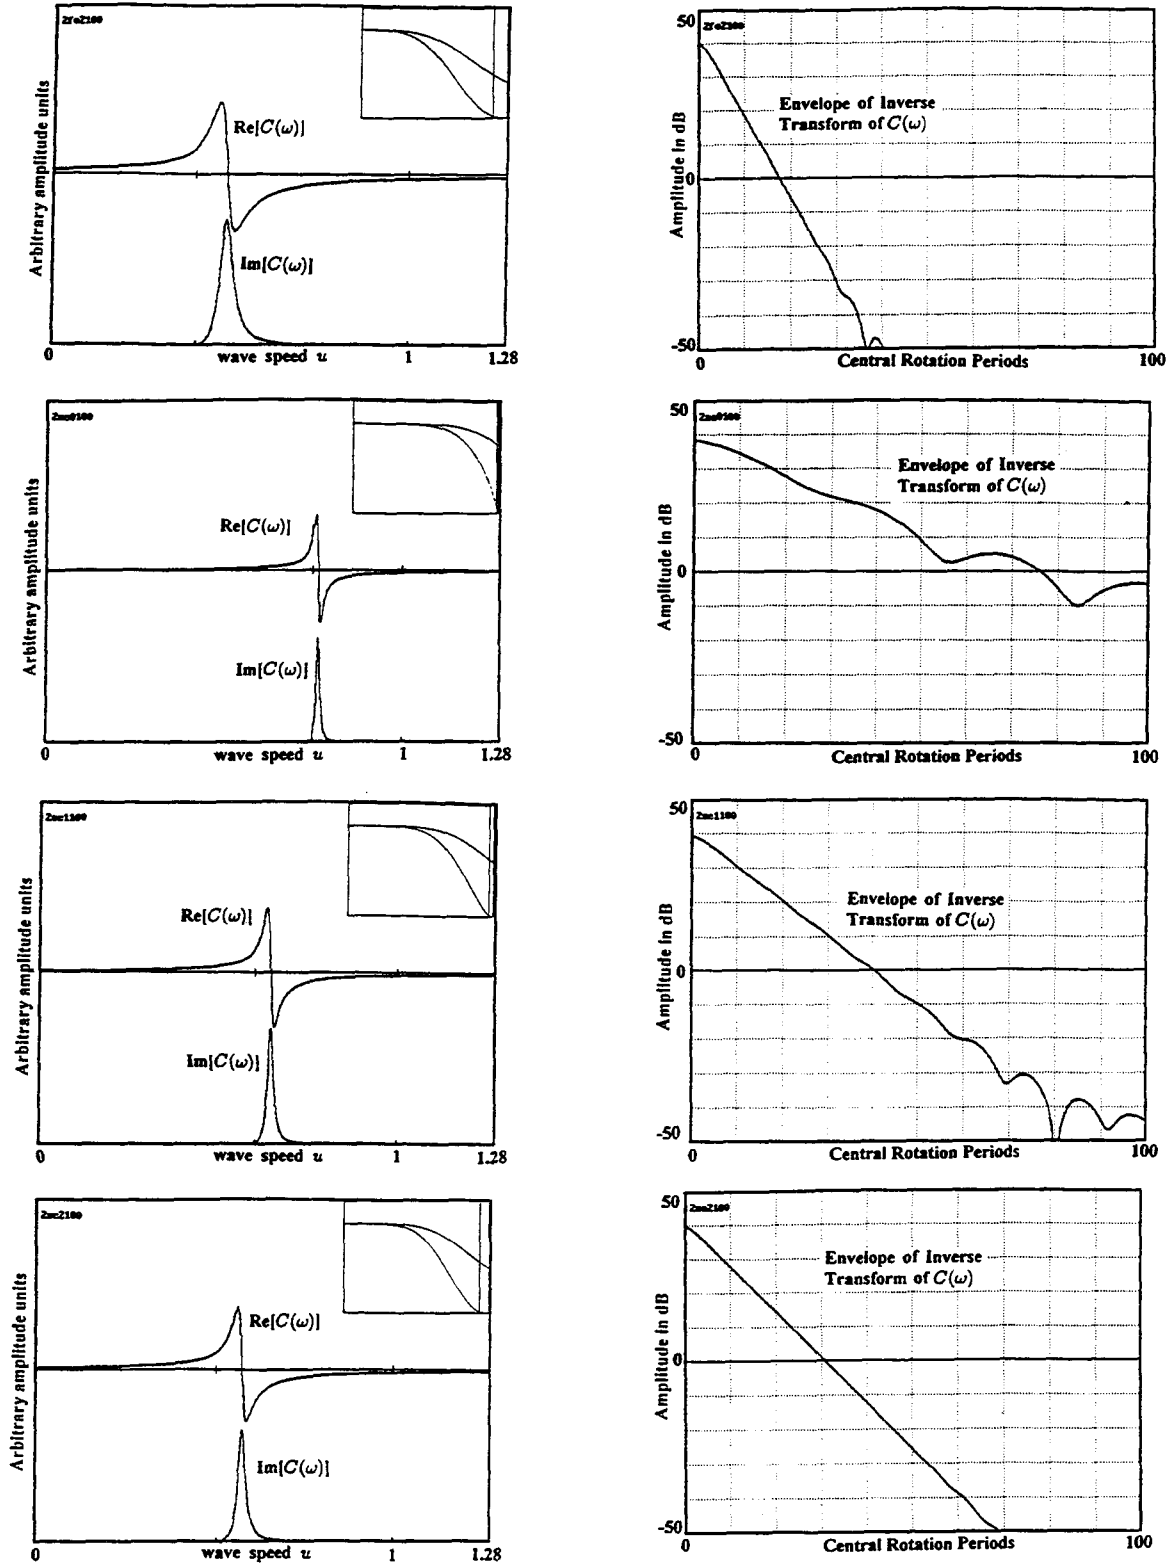 2fe2100
Arbitrary amplitude units
Re[C(ω)]
Im[C(ω)]
0
wave speed u
1
1.28
50
Amplitude in dB
Envelope of Inverse
Transform of C(ω)
0
-50
0
Central Rotation Periods
100
Arbitrary amplitude units
Re[C(ω)]
Im[C(ω)]
0
wave speed u
1
1.28
50
Amplitude in dB
Envelope of Inverse
Transform of C(ω)
0
-50
0
Central Rotation Periods
100
Arbitrary amplitude units
Re[C(ω)]
Im[C(ω)]
0
wave speed u
1
1.28
50
Amplitude in dB
Envelope of Inverse
Transform of C(ω)
0
-50
0
Central Rotation Periods
100
Arbitrary amplitude units
Re[C(ω)]
Im[C(ω)]
0
wave speed u
1
1.28
50
Amplitude in dB
Envelope of Inverse
Transform of C(ω)
0
-50
0
Central Rotation Periods
100